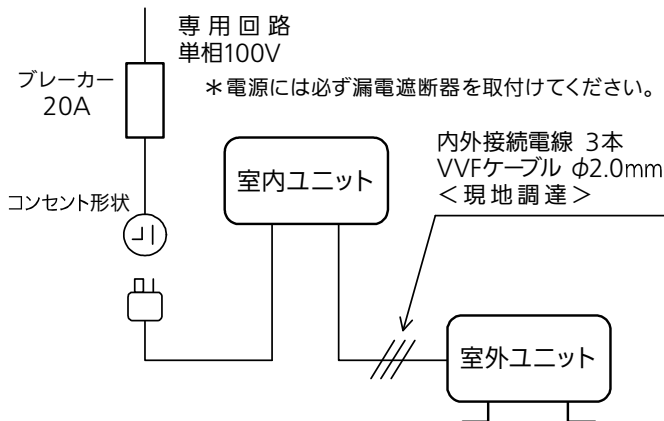 専用回路
単相100V
＊電源には必ず漏電遮断器を取付けてください。
ブレーカー
20A
内外接続電線 3本
VVFケーブル φ2.0mm
＜現地調達＞
室内ユニット
コンセント形状
室外ユニット